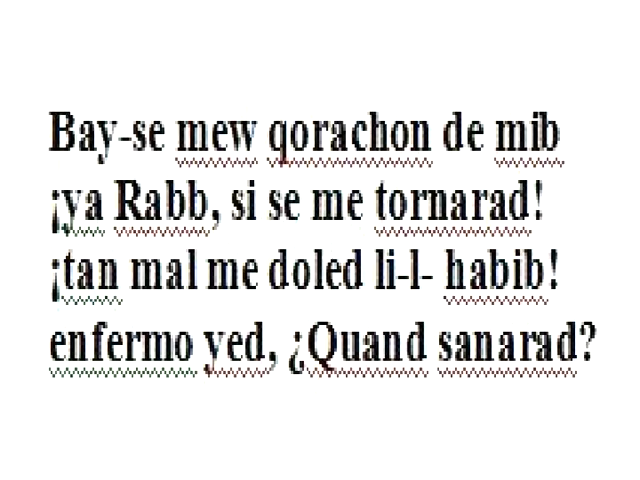 Bay-se mew qorachon de mib
¡ya Rabb, si se me tornarad!
¡tan mal me doled li-l- habib!
enfermo yed, ¿Quand sanarad?